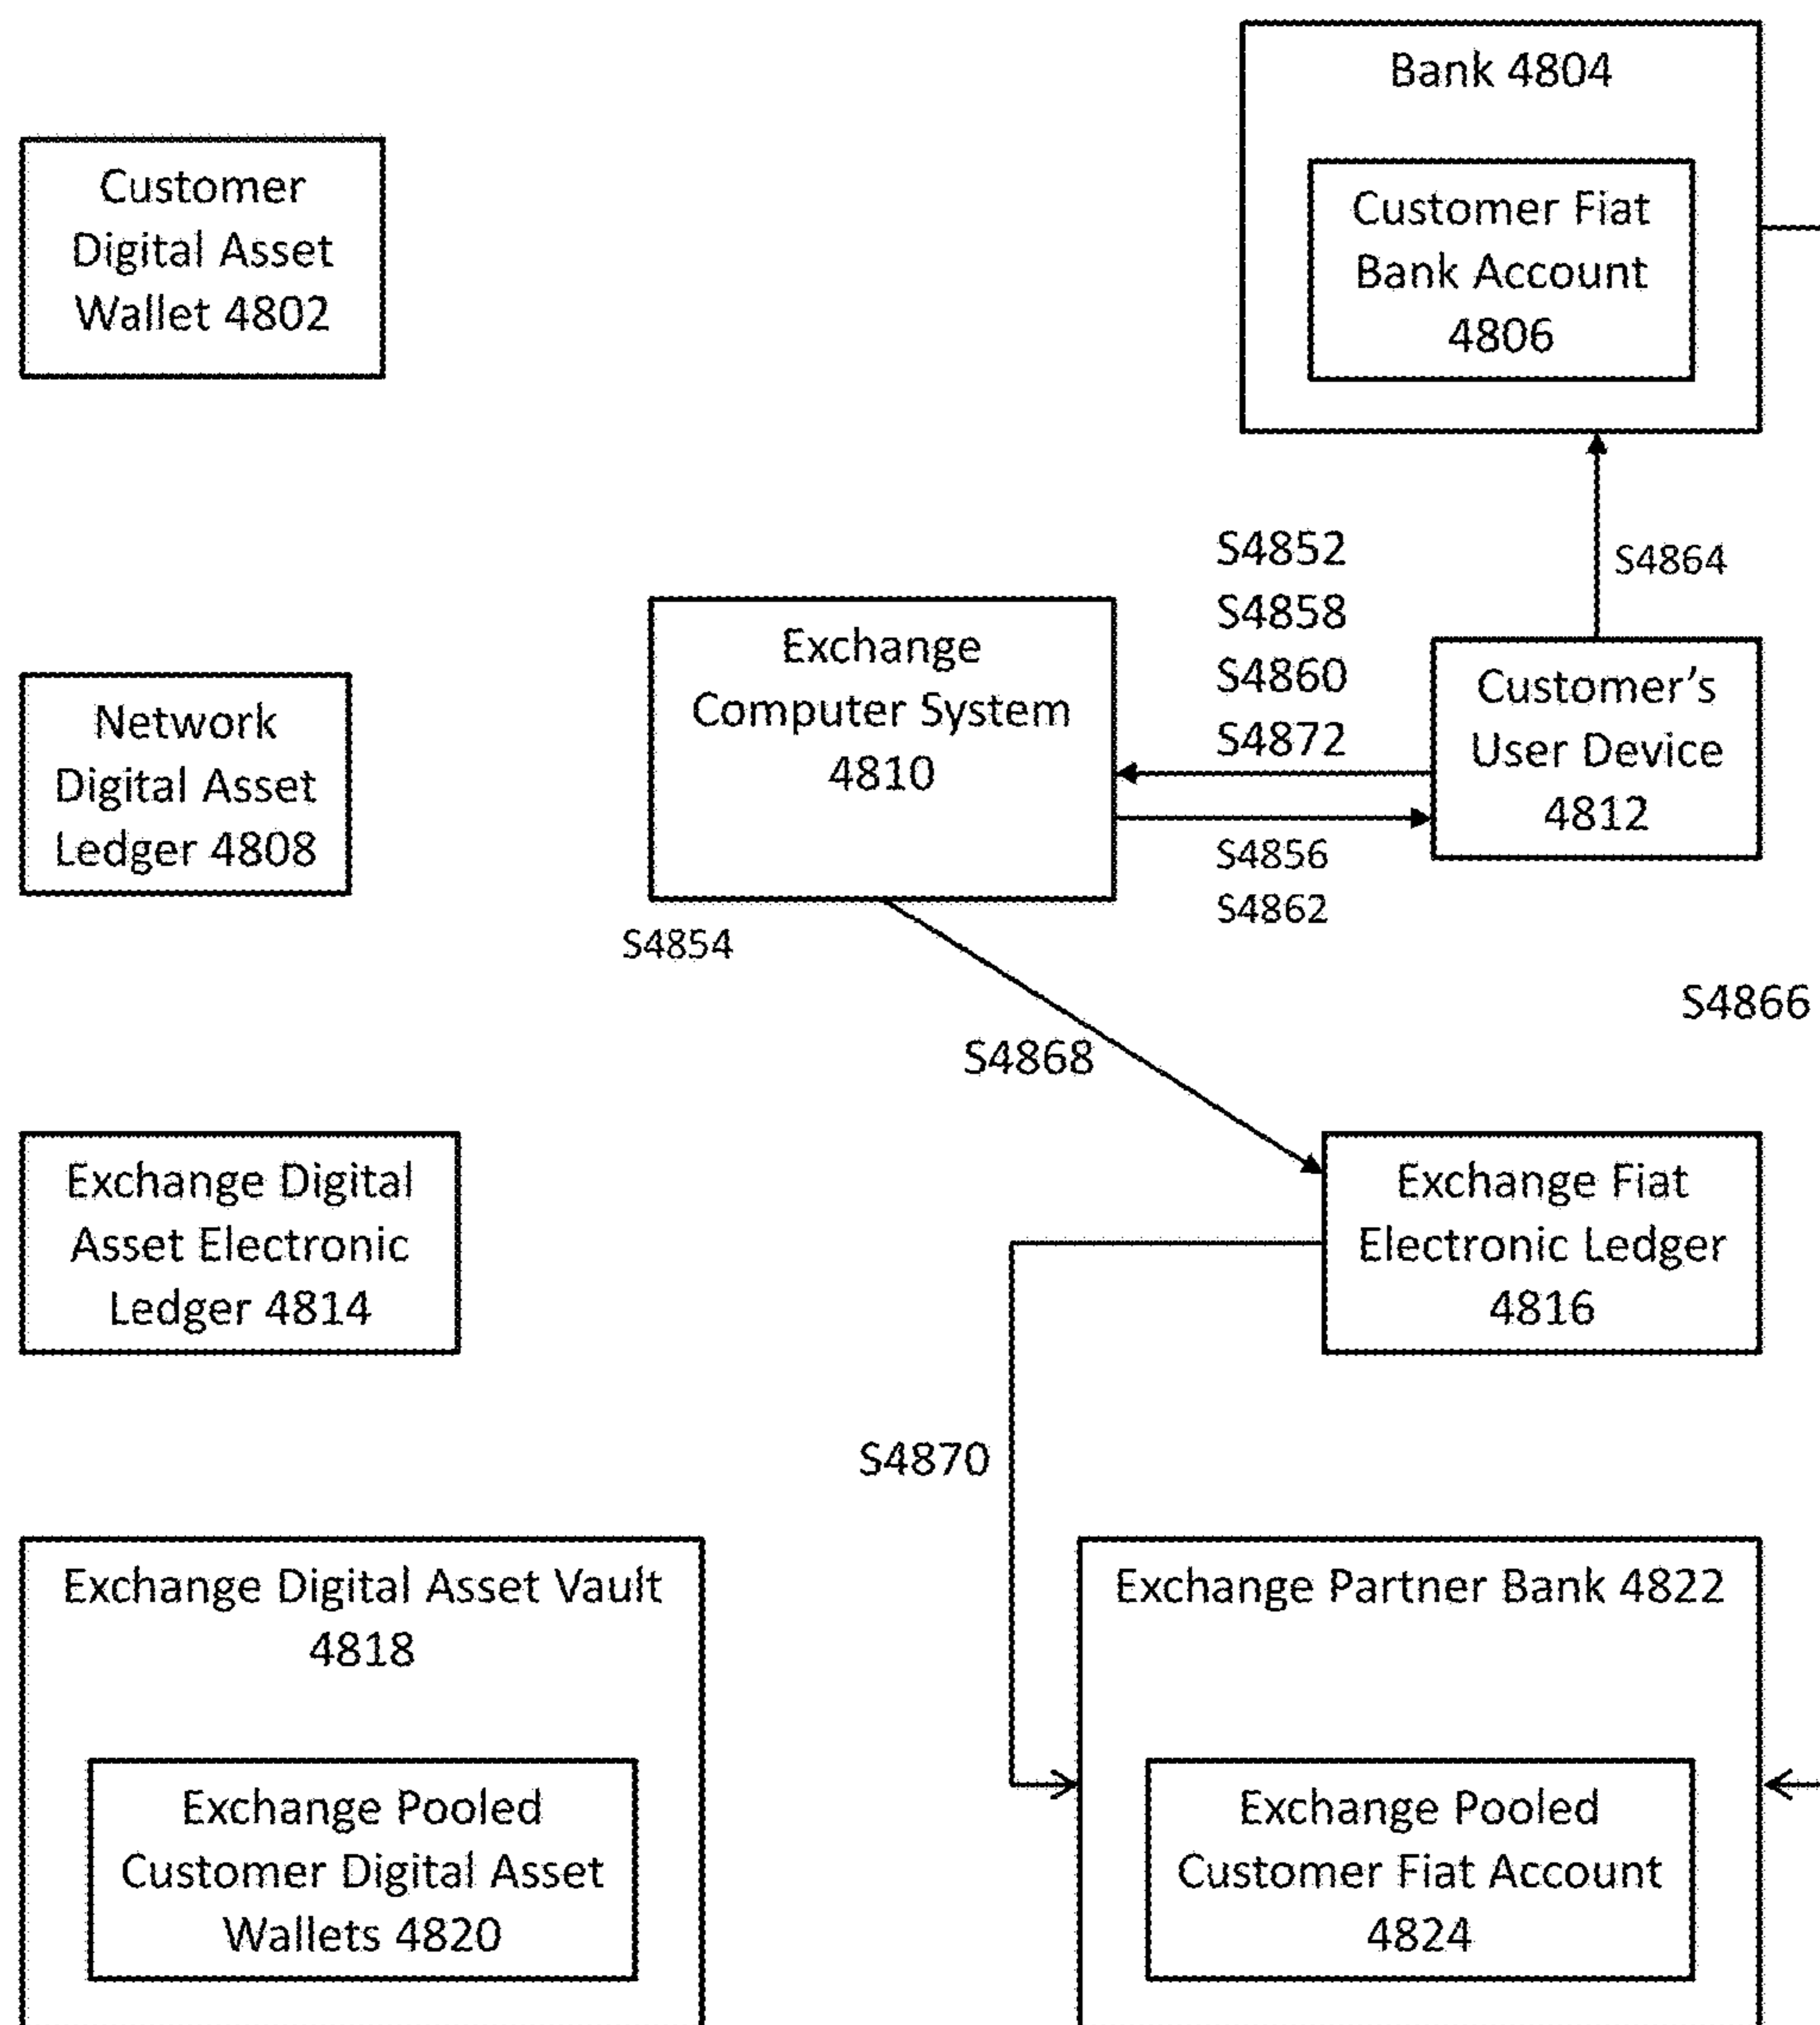 Bank 4804
Customer
Digital Asset
Wallet 4802
Customer Fiat
Bank Account
4806
S4852
S4858
S4860
S4872
S4864
Exchange
Computer System
4810
Customer's
User Device
4812
Network
Digital Asset
Ledger 4808
S4856
S4862
S4854
S4866
S4868
Exchange Digital
Asset Electronic
Ledger 4814
Exchange Fiat
Electronic Ledger
4816
S4870
Exchange Digital Asset Vault
4818
Exchange Partner Bank 4822
Exchange Pooled
Customer Digital Asset
Wallets 4820
Exchange Pooled
Customer Fiat Account
4824